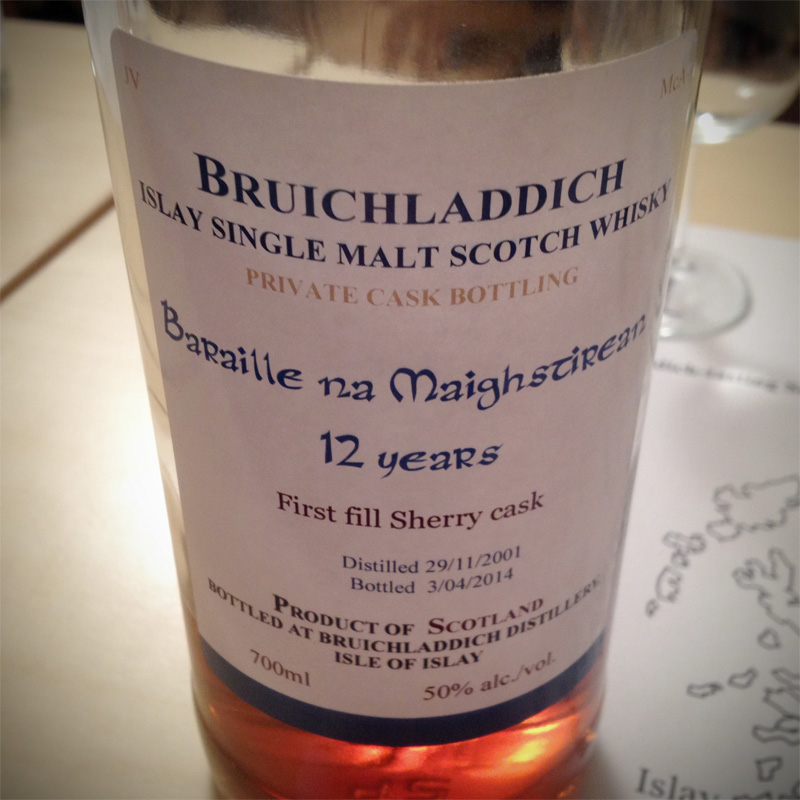 JV
BRUICHLADDICH
ISLAY SINGLE MALT SCOTCH WHISKY
PRIVATE CASK BOTTLING
Baraille na Maighstirean
12 years
First fill Sherry cask
Distilled 29/11/2001
Bottled 3/04/2014
PRODUCT OF SCOTLAND
BOTTLED AT BRUICHLADDICH DISTILLERY,
ISLE OF ISLAY
700ml
50% alc./vol.
Islay